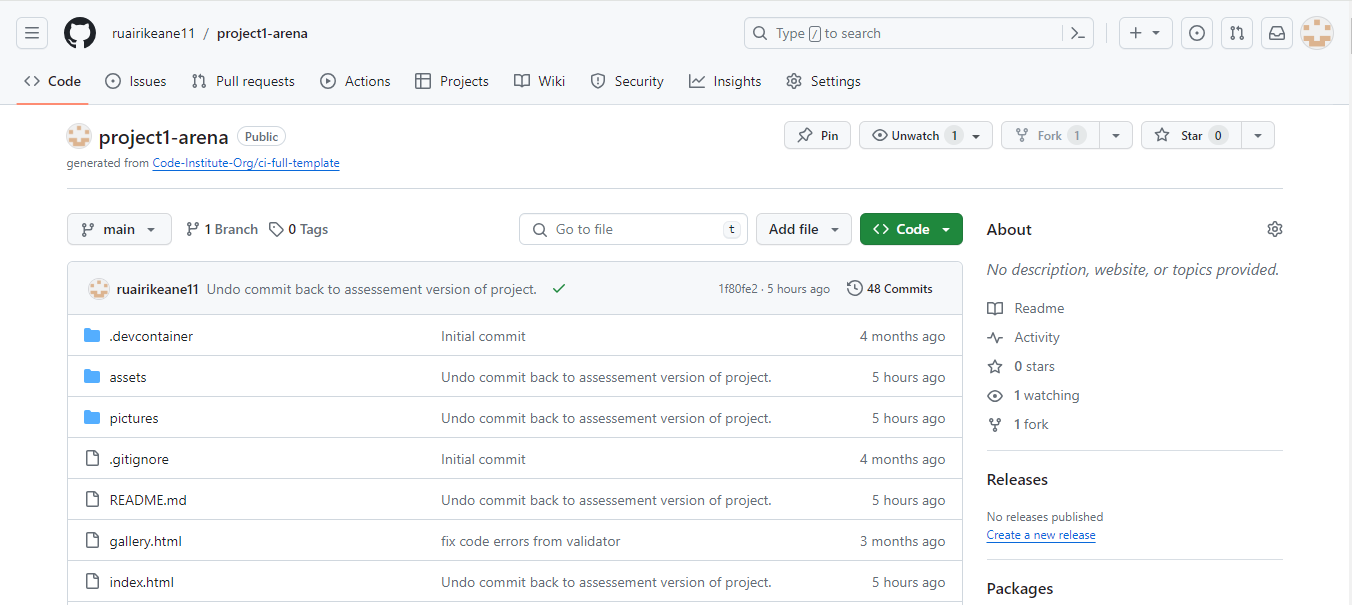 ruairikeane11 / project1-arena
Type / to search
Code Issues Pull requests Actions Projects Wiki Security Insights Settings
project1-arena Public
Pin Unwatch 1 Fork 1 Star 0
generated from Code-Institute-Org/ci-full-template
main 1 Branch 0 Tags Go to file t Add file Code
ruairikeane11 Undo commit back to assessement version of project. 1f80fe2 · 5 hours ago 48 Commits
.devcontainer Initial commit 4 months ago
assets Undo commit back to assessement version of project. 5 hours ago
pictures Undo commit back to assessement version of project. 5 hours ago
.gitignore Initial commit 4 months ago
README.md Undo commit back to assessement version of project. 5 hours ago
gallery.html fix code errors from validator 3 months ago
index.html Undo commit back to assessement version of project. 5 hours ago
About
No description, website, or topics provided.
Readme
Activity
0 stars
1 watching
1 fork
Releases
No releases published
Create a new release
Packages